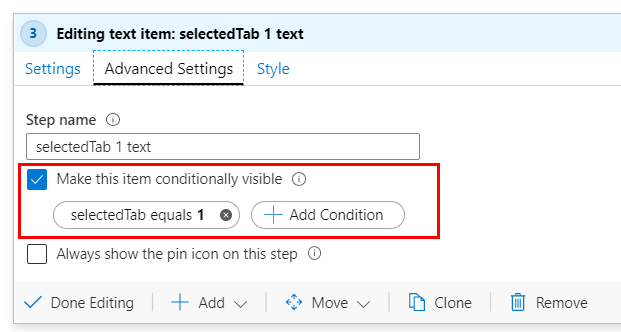 3 Editing text item: selectedTab 1 text
Settings Advanced Settings Style
Step name
selectedTab 1 text
Make this item conditionally visible
selectedTab equals 1 Add Condition
Always show the pin icon on this step
Done Editing Add Move Clone Remove